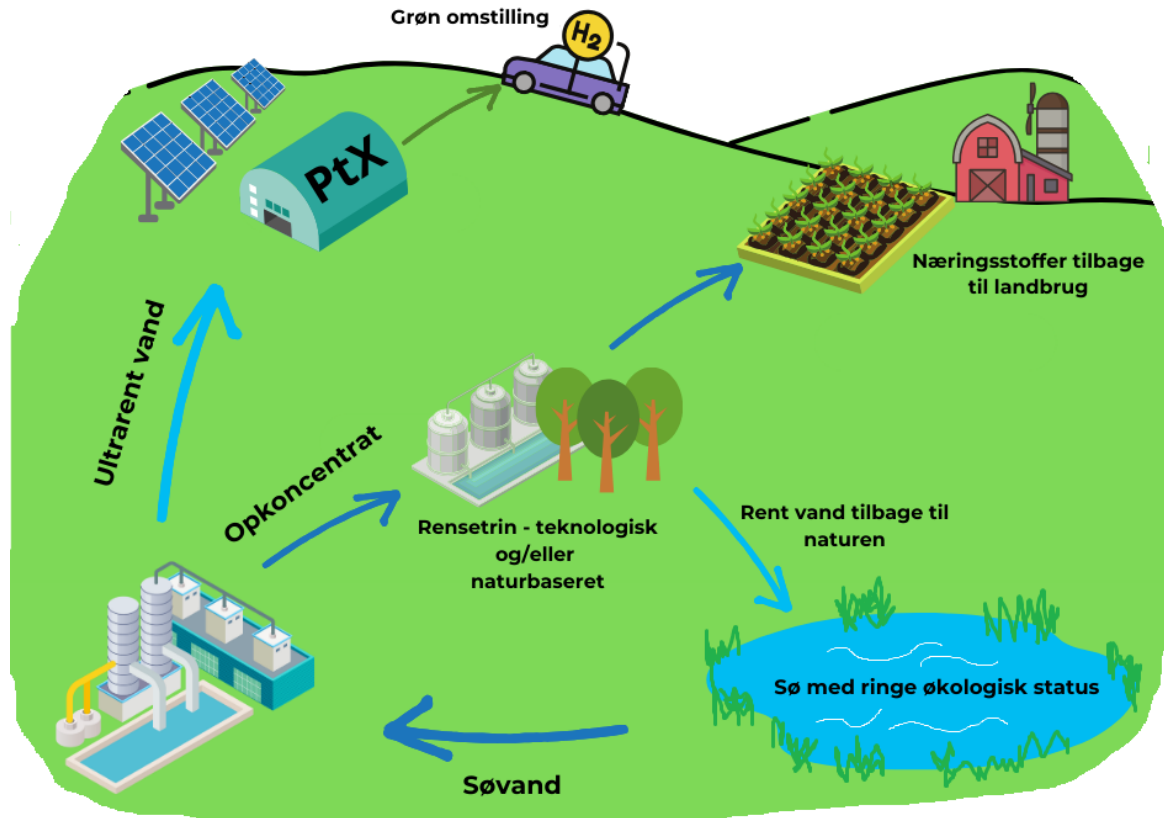 Grøn omstilling
H2
PtX
Næringsstoffer tilbage
til landbrug
Ultrarent vand
Opkoncentrat
Rensetrin - teknologisk
og/eller
naturbaseret
Rent vand tilbage til
naturen
Sø med ringe økologisk status
Søvand